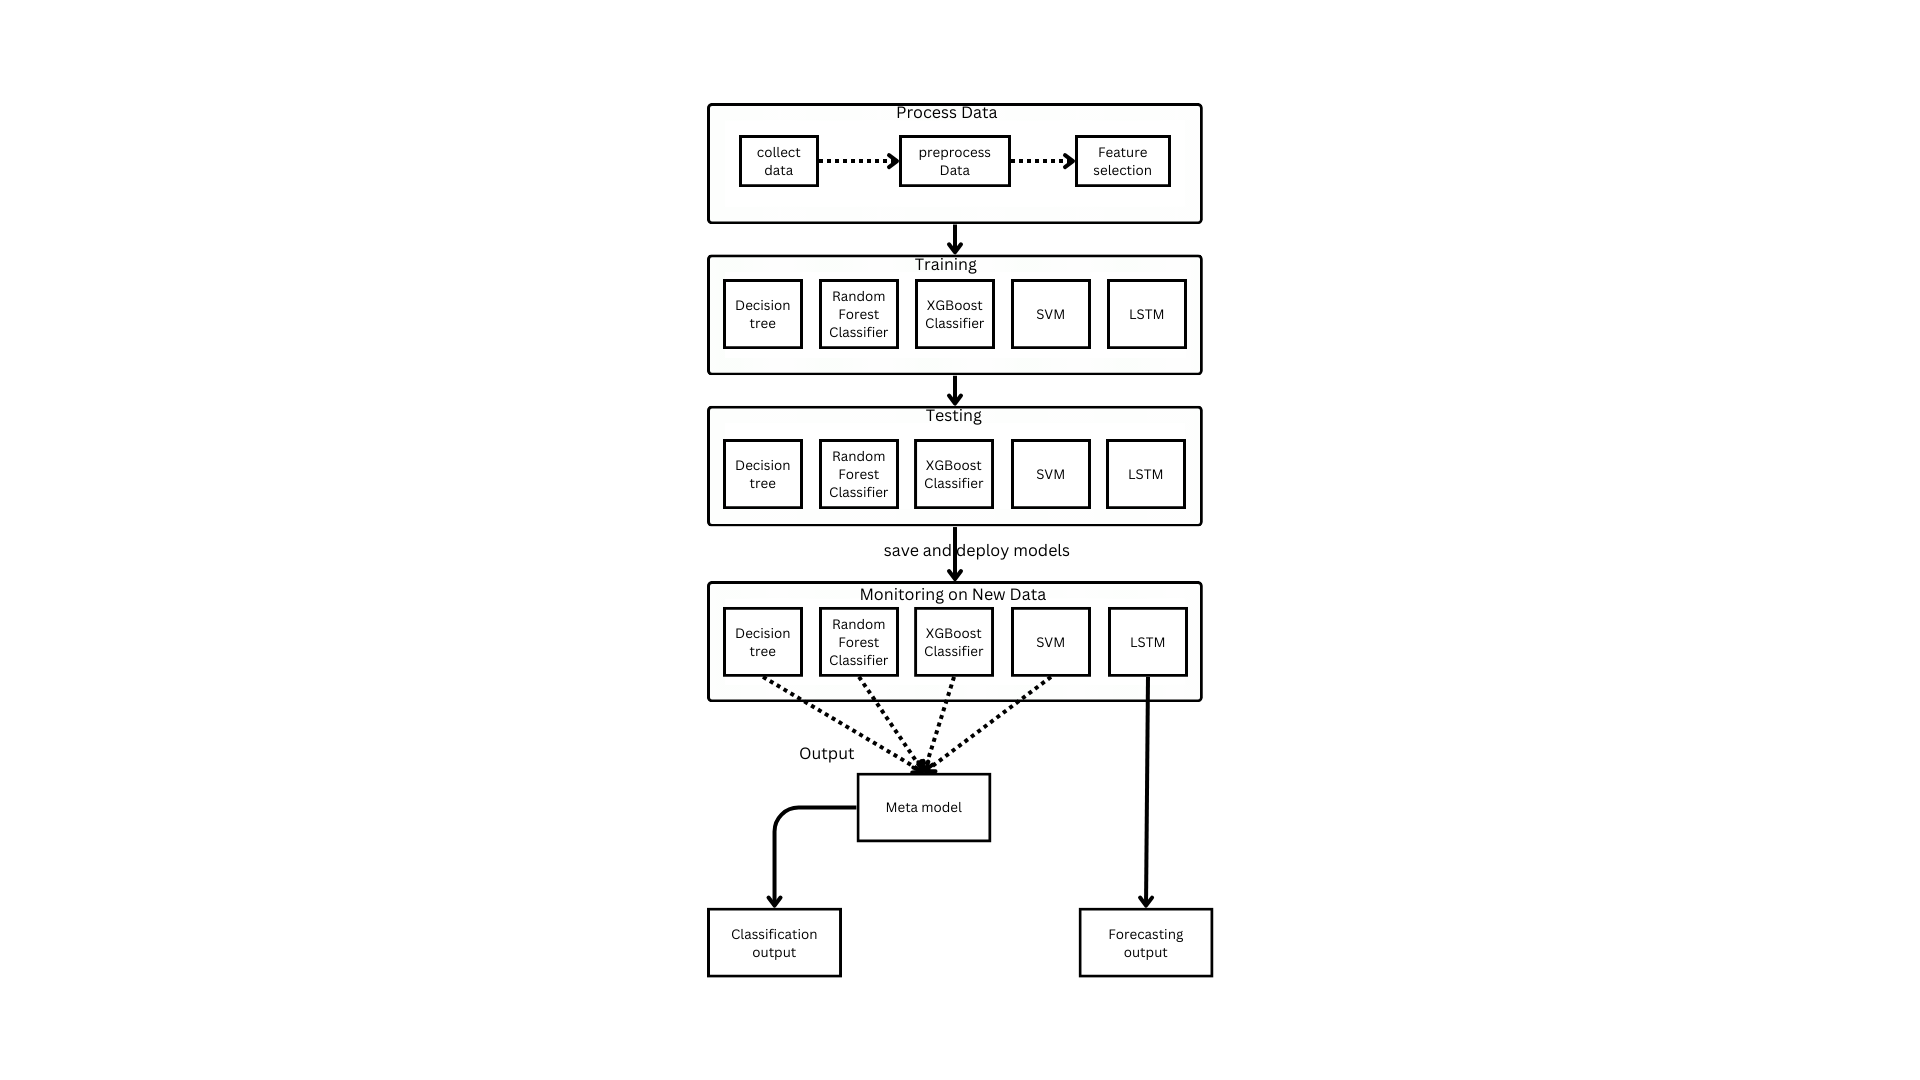 Process Data
collect
data
preprocess
Data
Feature
selection
Training
Decision
tree
Random
Forest
Classifier
XGBoost
Classifier
SVM
LSTM
Testing
Decision
tree
Random
Forest
Classifier
XGBoost
Classifier
SVM
LSTM
save and deploy models
Monitoring on New Data
Decision
tree
Random
Forest
Classifier
XGBoost
Classifier
SVM
LSTM
Output
Meta model
Classification
output
Forecasting
output